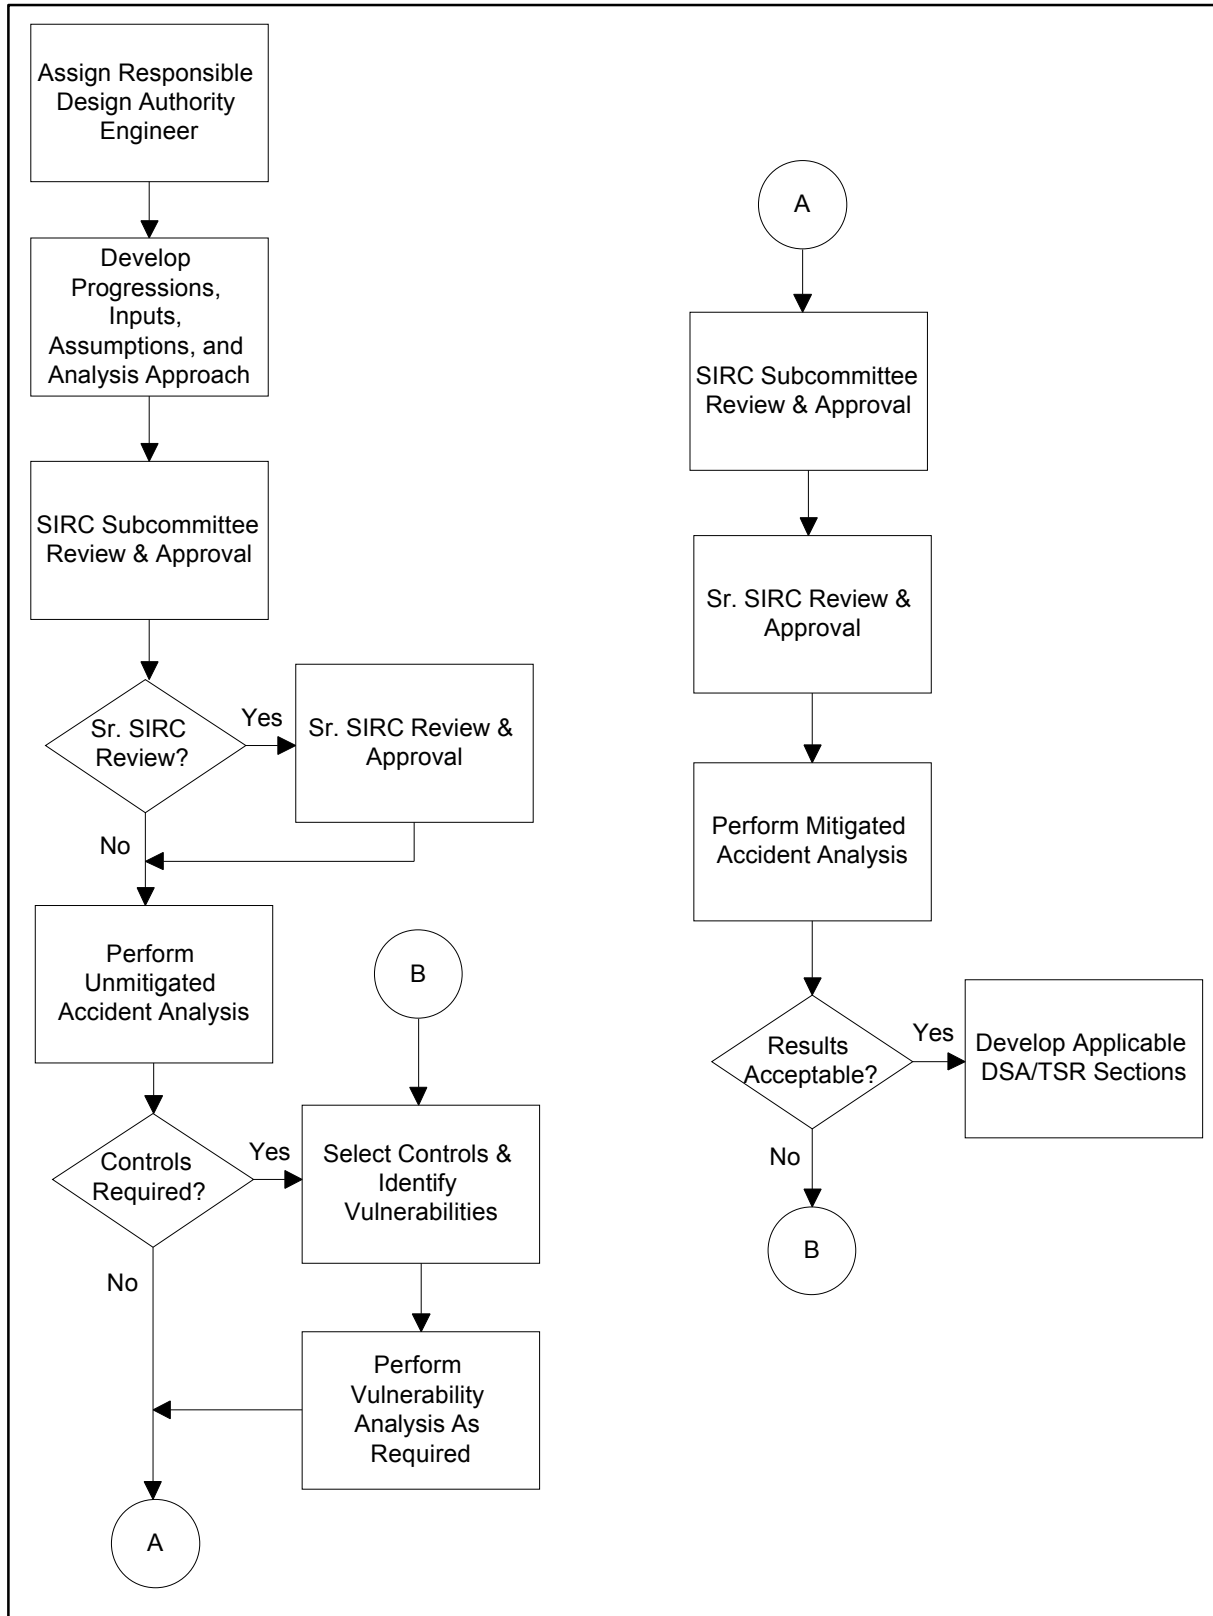 Assign Responsible
Design Authority
Engineer
Develop
Progressions,
Inputs,
Assumptions, and
Analysis Approach
SIRC Subcommittee
Review & Approval
Sr. SIRC
Review?
Yes
Sr. SIRC Review &
Approval
No
Perform
Unmitigated
Accident Analysis
B
Controls
Required?
Yes
Select Controls &
Identify
Vulnerabilities
No
Perform
Vulnerability
Analysis As
Required
A
A
SIRC Subcommittee
Review & Approval
Sr. SIRC Review &
Approval
Perform Mitigated
Accident Analysis
Results
Acceptable?
Yes
Develop Applicable
DSA/TSR Sections
No
B